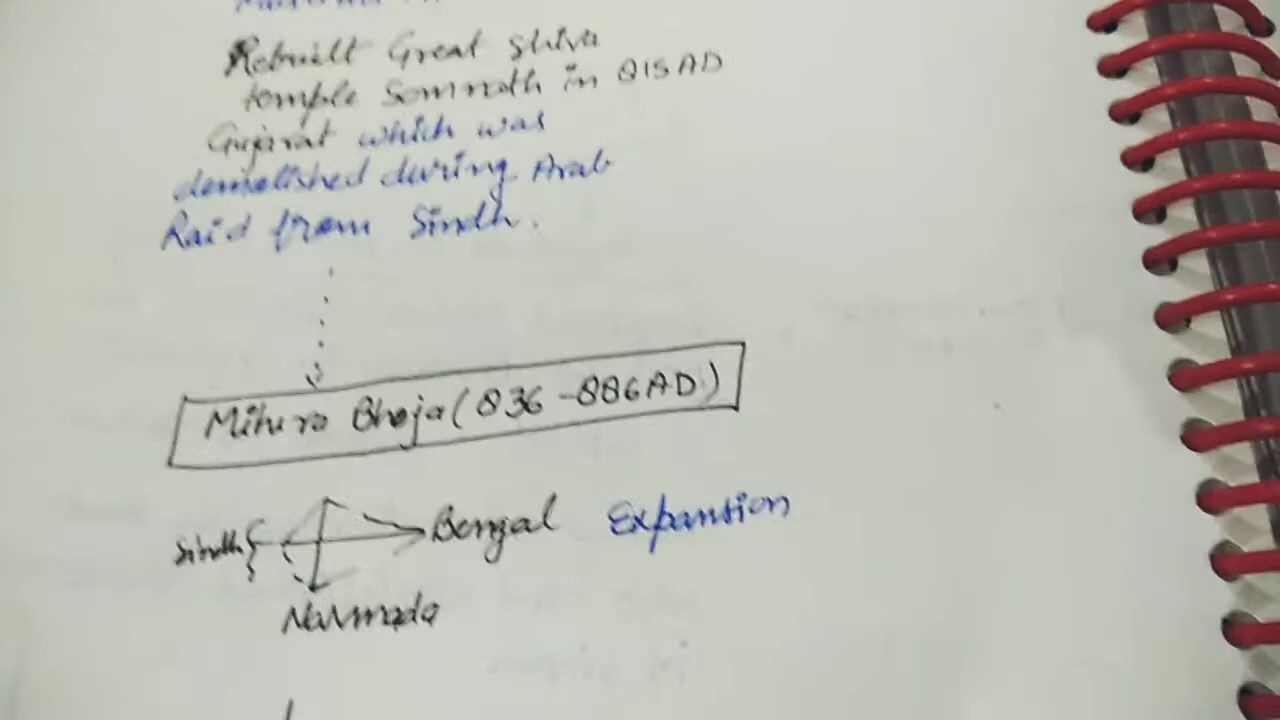 Rebuilt Great Shiva
temple Somnath in 815AD
Gujarat which was
demolished during Arab
Raid from Sindh.
Mihira Bhoja (836-886AD)
Sindh Bengal Expansion
Narmada